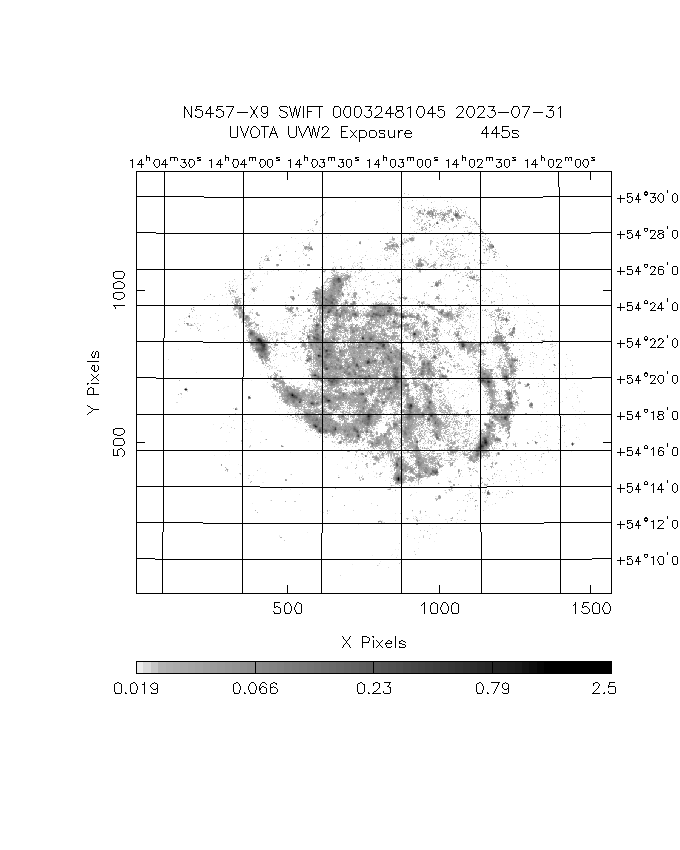 N5457-X9 SWIFT 00032481045 2023-07-31
UVOTA UVW2 Exposure 445s
14h04m30s 14h04m00s 14h03m30s 14h03m00s 14h02m30s 14h02m00s
+54°30'0
+54°28'0
+54°26'0
+54°24'0
+54°22'0
+54°20'0
+54°18'0
+54°16'0
+54°14'0
+54°12'0
+54°10'0
1000
500
Y Pixels
500 1000 1500
X Pixels
0.019 0.066 0.23 0.79 2.5